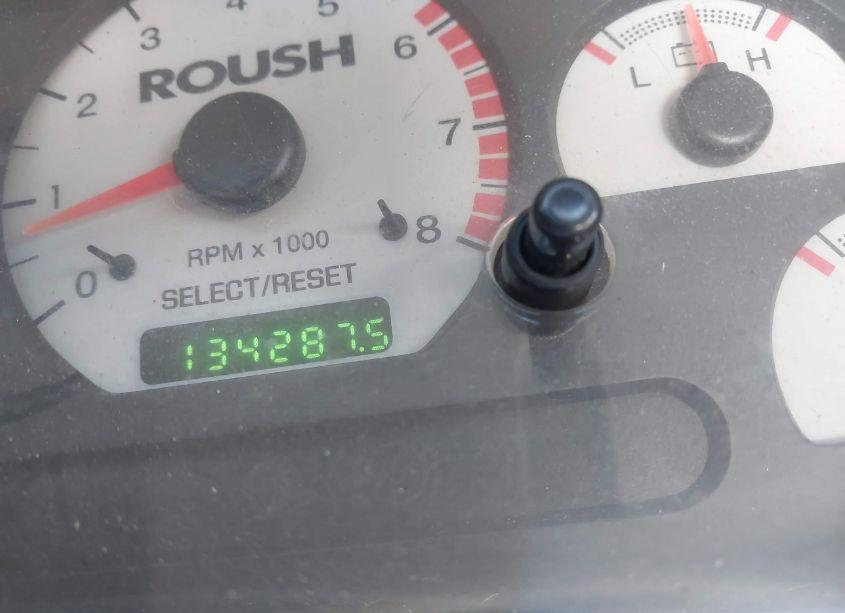 4 5
3 6
ROUSH
2
L H
7
1
8
RPM x 1000
0
SELECT/RESET
134287.5